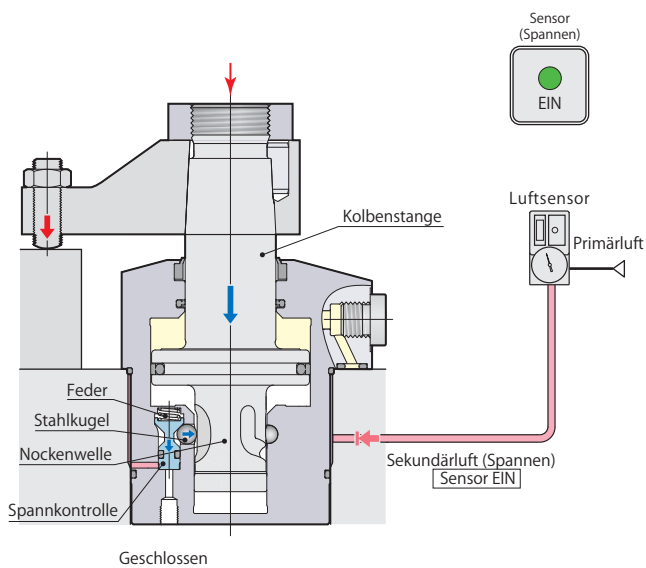 Sensor
(Spannen)
EIN
Luftsensor
Primärluft
Kolbenstange
Feder
Stahlkugel
Nockenwelle
Spannkontrolle
Sekundärluft (Spannen)
Sensor EIN
Geschlossen